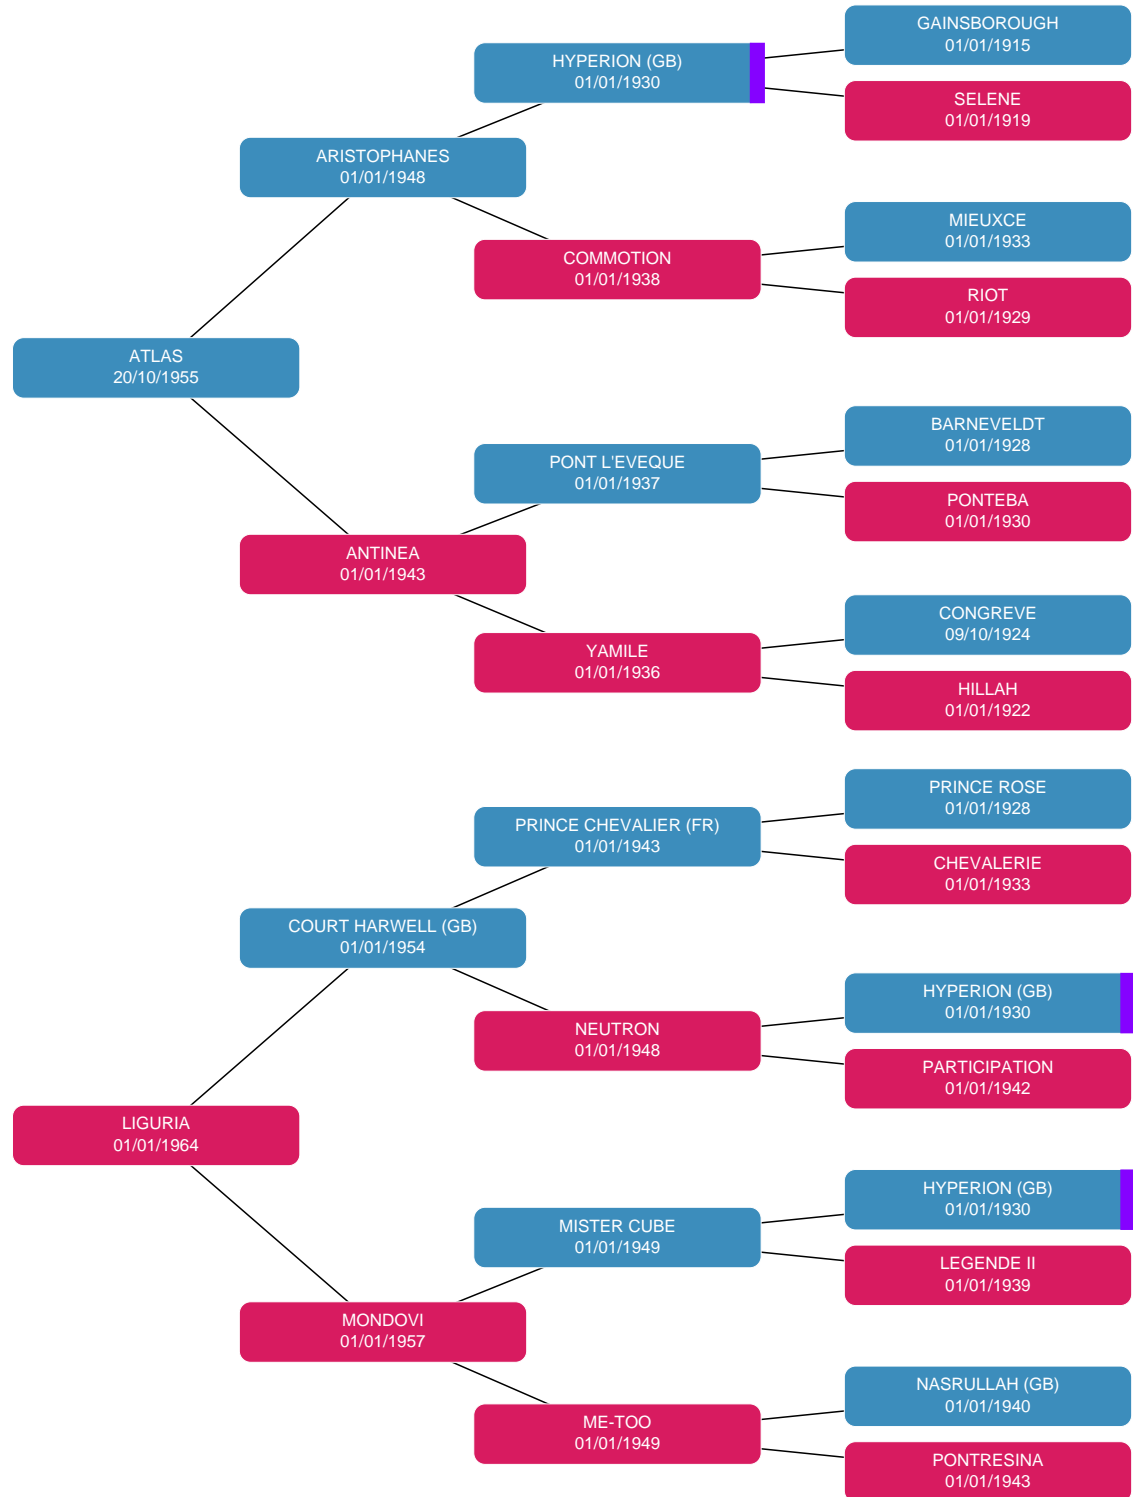 GAINSBOROUGH
01/01/1915
HYPERION (GB)
01/01/1930
SELENE
01/01/1919
ARISTOPHANES
01/01/1948
MIEUXCE
01/01/1933
COMMOTION
01/01/1938
RIOT
01/01/1929
ATLAS
20/10/1955
BARNEVELDT
01/01/1928
PONT L'EVEQUE
01/01/1937
PONTEBA
01/01/1930
ANTINEA
01/01/1943
CONGREVE
09/10/1924
YAMILE
01/01/1936
HILLAH
01/01/1922
PRINCE ROSE
01/01/1928
PRINCE CHEVALIER (FR)
01/01/1943
CHEVALERIE
01/01/1933
COURT HARWELL (GB)
01/01/1954
HYPERION (GB)
01/01/1930
NEUTRON
01/01/1948
PARTICIPATION
01/01/1942
LIGURIA
01/01/1964
HYPERION (GB)
01/01/1930
MISTER CUBE
01/01/1949
LEGENDE II
01/01/1939
MONDOVI
01/01/1957
NASRULLAH (GB)
01/01/1940
ME-TOO
01/01/1949
PONTRESINA
01/01/1943